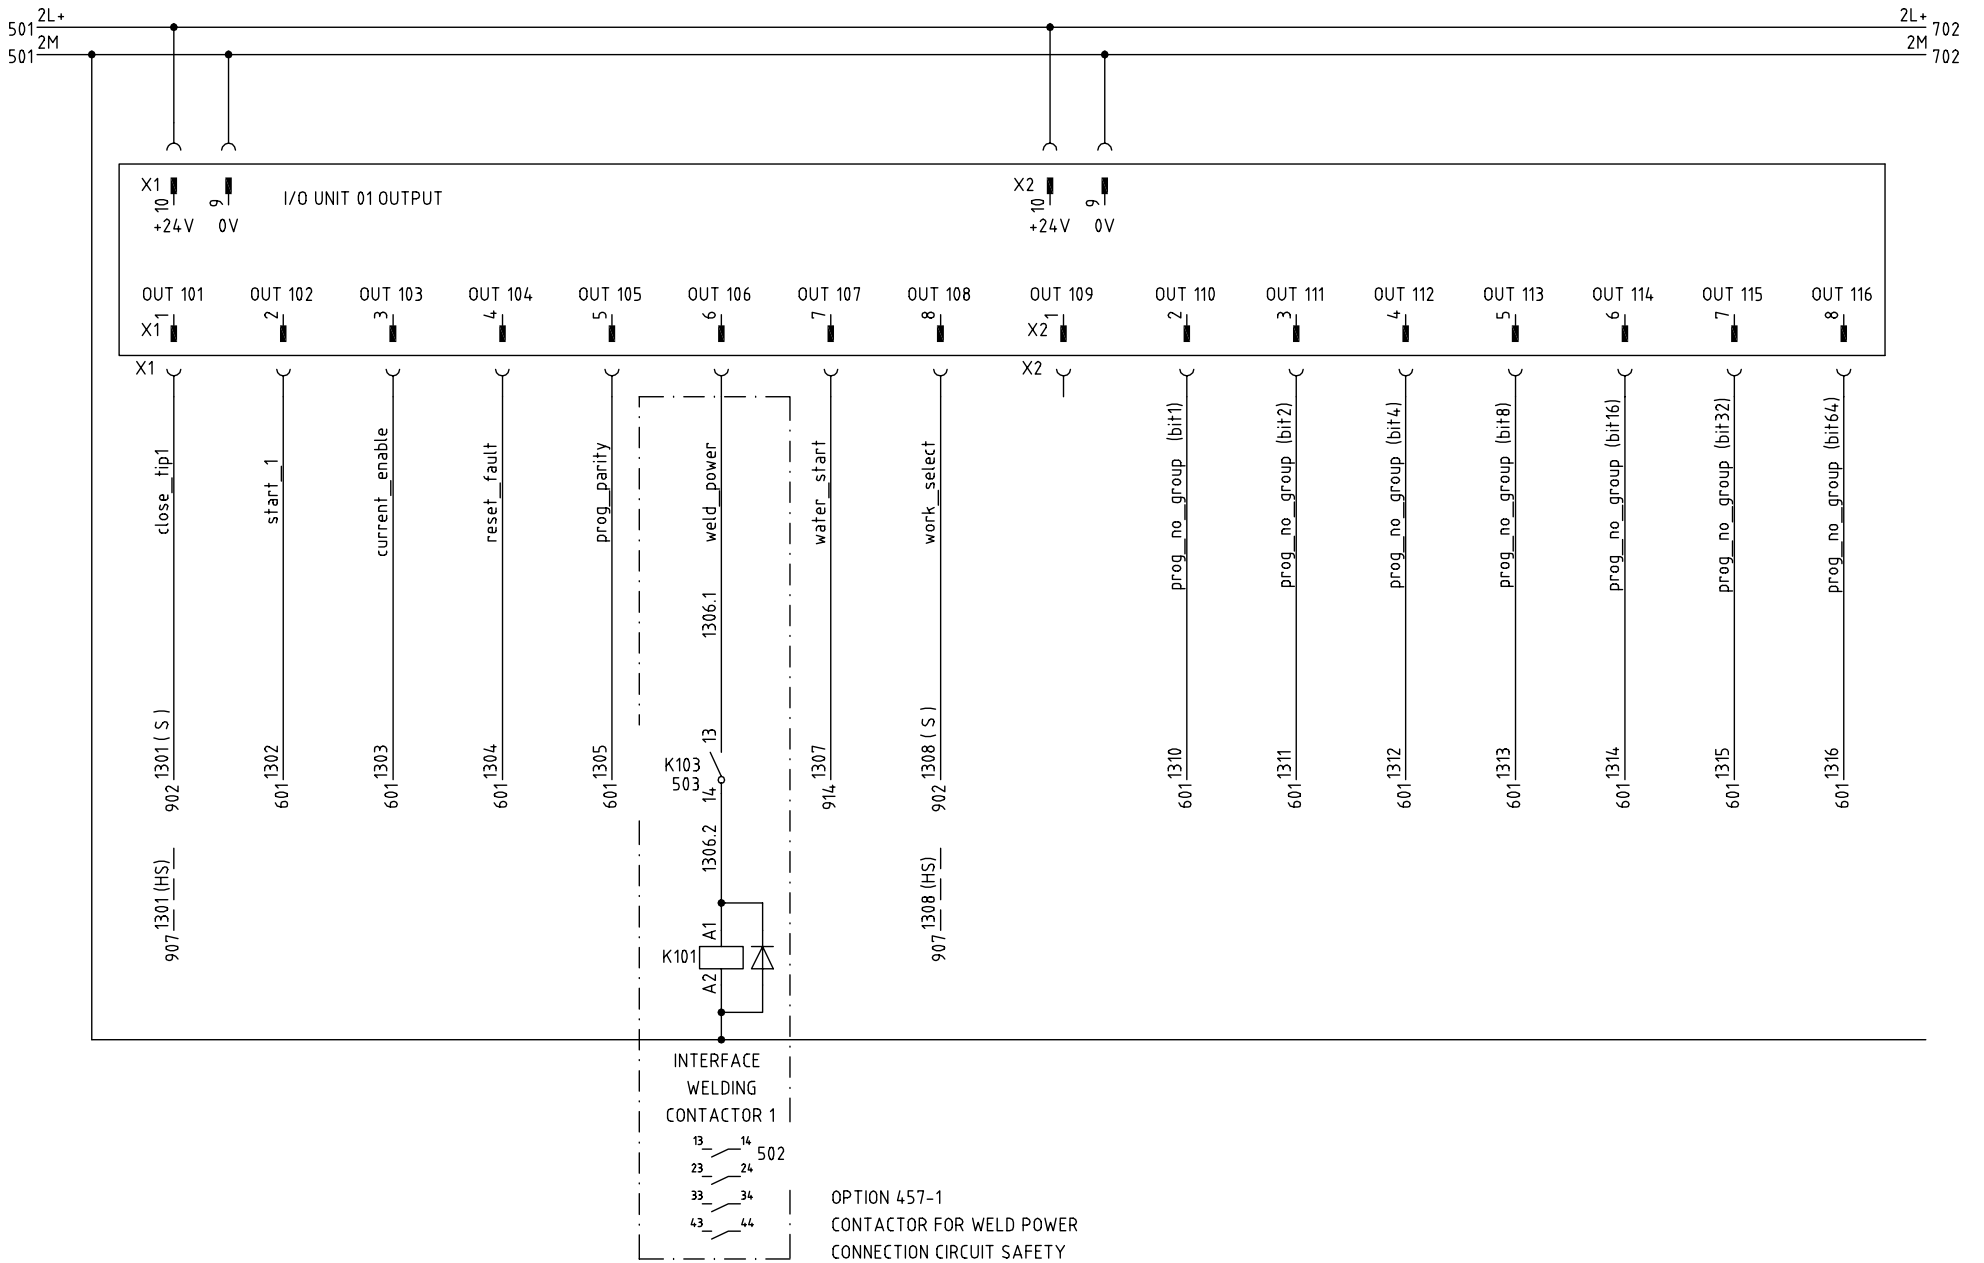 2L+
501
2M
501
2L+
702
2M
702
X1
10
+24V
9
0V
I/O UNIT 01 OUTPUT
X2
10
+24V
9
0V
OUT 101
OUT 102
OUT 103
OUT 104
OUT 105
OUT 106
OUT 107
OUT 108
OUT 109
OUT 110
OUT 111
OUT 112
OUT 113
OUT 114
OUT 115
OUT 116
X1
1
2
3
4
5
6
7
8
X2
1
2
3
4
5
6
7
8
X1
X2
close_tip1
start_1
current_enable
reset_fault
prog_parity
weld_power
water_start
work_select
prog_no_group (bit1)
prog_no_group (bit2)
prog_no_group (bit4)
prog_no_group (bit8)
prog_no_group (bit16)
prog_no_group (bit32)
prog_no_group (bit64)
1306.1
1301 ( S )
902
1302
601
1303
601
1304
601
1305
601
13
K103
503
14
1307
914
1308 ( S )
902
1310
601
1311
601
1312
601
1313
601
1314
601
1315
601
1316
601
1306.2
1301 (HS)
907
1308 (HS)
907
A1
K101
A2
INTERFACE
WELDING
CONTACTOR 1
13 14
502
23 24
33 34
43 44
OPTION 457-1
CONTACTOR FOR WELD POWER
CONNECTION CIRCUIT SAFETY